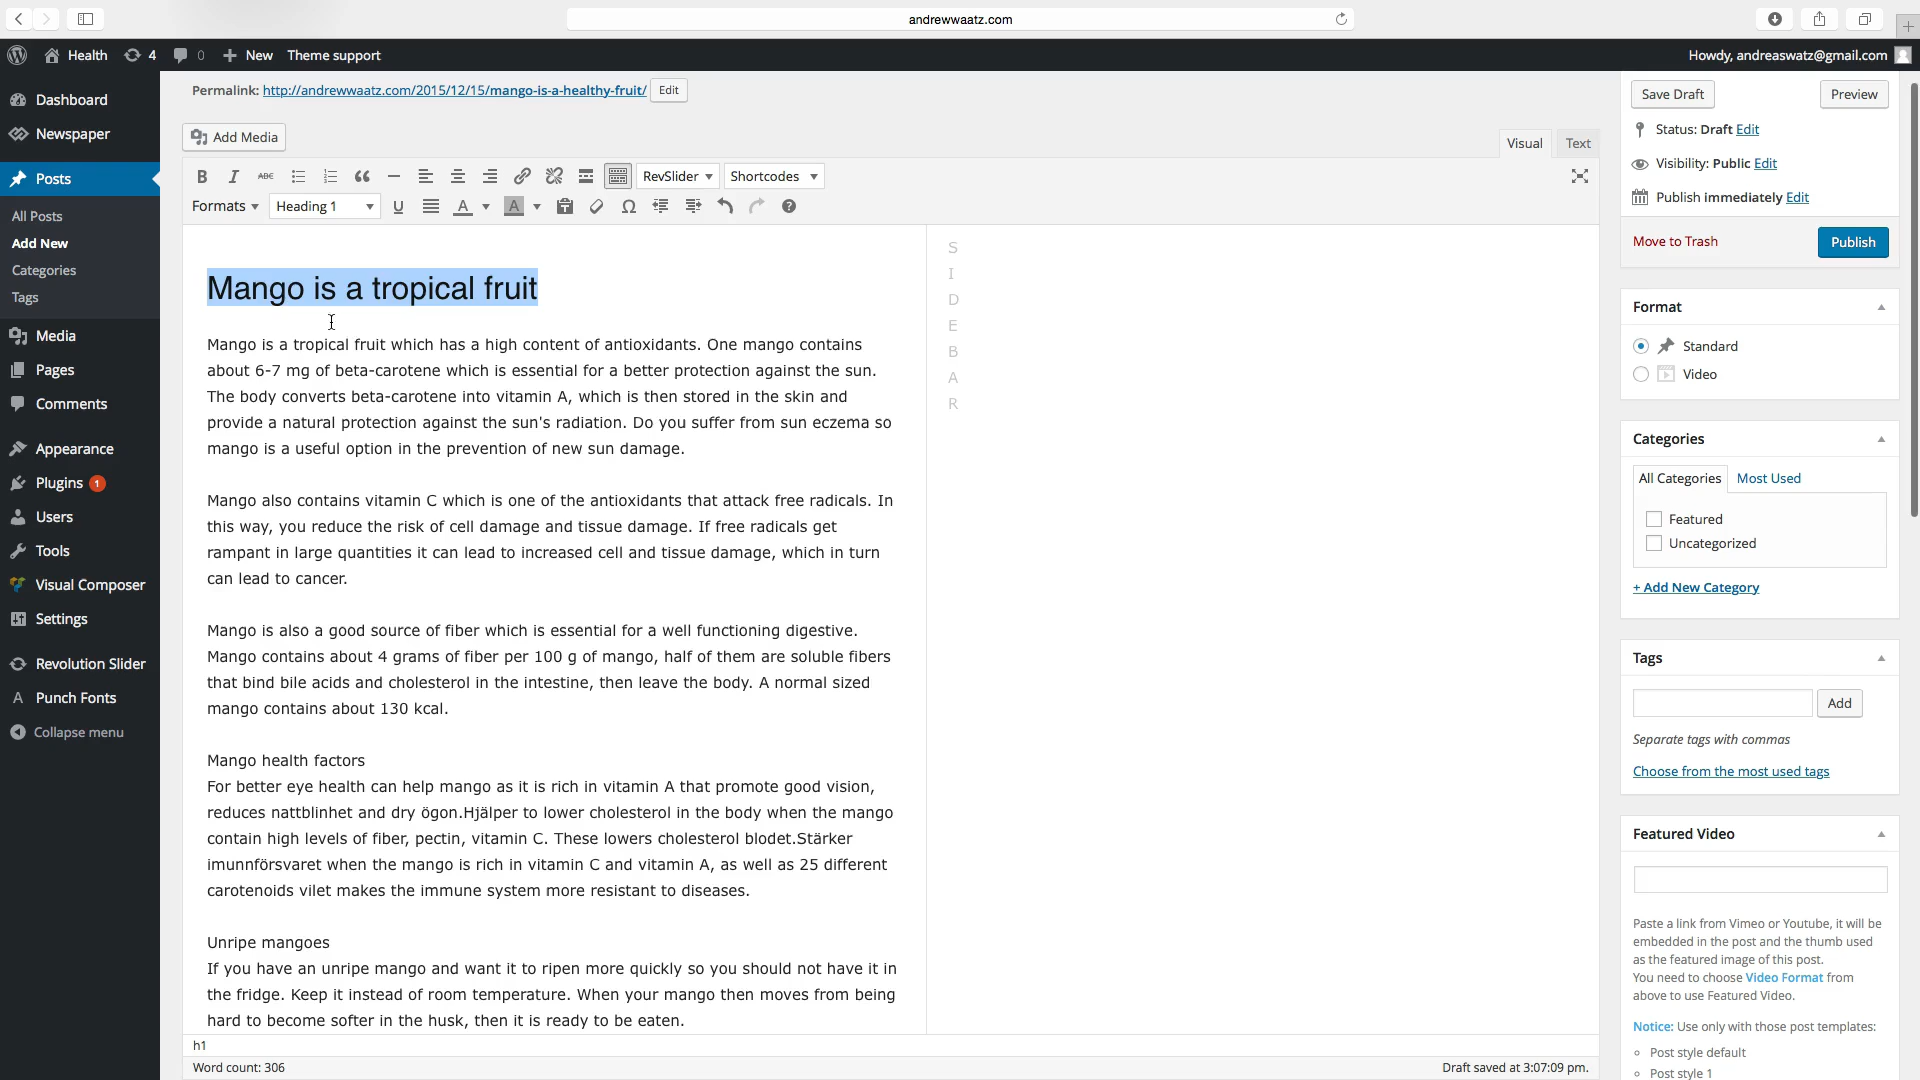 andrewwaatz.com
Health
4
0
New
Theme support
Howdy, andreaswatz@gmail.com
Dashboard
Newspaper
Posts
All Posts
Add New
Categories
Tags
Media
Pages
Comments
Appearance
Plugins 1
Users
Tools
Visual Composer
Settings
Revolution Slider
Punch Fonts
Collapse menu
Permalink: http://andrewwaatz.com/2015/12/15/mango-is-a-healthy-fruit/ Edit
Add Media
Visual
Text
B I ABC
RevSlider
Shortcodes
Formats
Heading 1
U
A
A
Ω
Mango is a tropical fruit
Mango is a tropical fruit which has a high content of antioxidants. One mango contains
about 6-7 mg of beta-carotene which is essential for a better protection against the sun.
The body converts beta-carotene into vitamin A, which is then stored in the skin and
provide a natural protection against the sun's radiation. Do you suffer from sun eczema so
mango is a useful option in the prevention of new sun damage.
Mango also contains vitamin C which is one of the antioxidants that attack free radicals. In
this way, you reduce the risk of cell damage and tissue damage. If free radicals get
rampant in large quantities it can lead to increased cell and tissue damage, which in turn
can lead to cancer.
Mango is also a good source of fiber which is essential for a well functioning digestive.
Mango contains about 4 grams of fiber per 100 g of mango, half of them are soluble fibers
that bind bile acids and cholesterol in the intestine, then leave the body. A normal sized
mango contains about 130 kcal.
Mango health factors
For better eye health can help mango as it is rich in vitamin A that promote good vision,
reduces nattblinhet and dry ögon.Hjälper to lower cholesterol in the body when the mango
contain high levels of fiber, pectin, vitamin C. These lowers cholesterol blodet.Stärker
imunnförsvaret when the mango is rich in vitamin C and vitamin A, as well as 25 different
carotenoids vilet makes the immune system more resistant to diseases.
Unripe mangoes
If you have an unripe mango and want it to ripen more quickly so you should not have it in
the fridge. Keep it instead of room temperature. When your mango then moves from being
hard to become softer in the husk, then it is ready to be eaten.
h1
Word count: 306
Draft saved at 3:07:09 pm.
S
I
D
E
B
A
R
Save Draft
Preview
Status: Draft Edit
Visibility: Public Edit
Publish immediately Edit
Move to Trash
Publish
Format
Standard
Video
Categories
All Categories
Most Used
Featured
Uncategorized
+ Add New Category
Tags
Add
Separate tags with commas
Choose from the most used tags
Featured Video
Paste a link from Vimeo or Youtube, it will be
embedded in the post and the thumb used
as the featured image of this post.
You need to choose Video Format from
above to use Featured Video.
Notice: Use only with those post templates:
Post style default
Post style 1